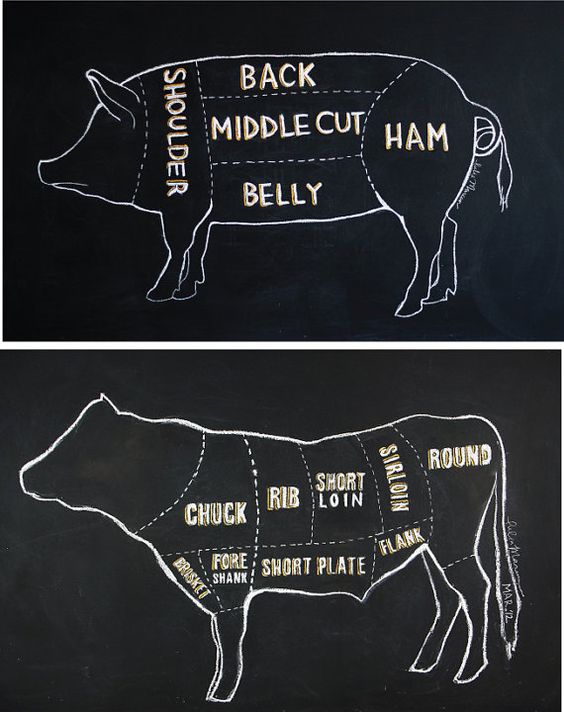 SHOULDER
BACK
MIDDLE CUT
BELLY
HAM
CHUCK
RIB
SHORT
LOIN
SIRLOIN
ROUND
BRISKET
FORE
SHANK
SHORT PLATE
FLANK
MAR. '12